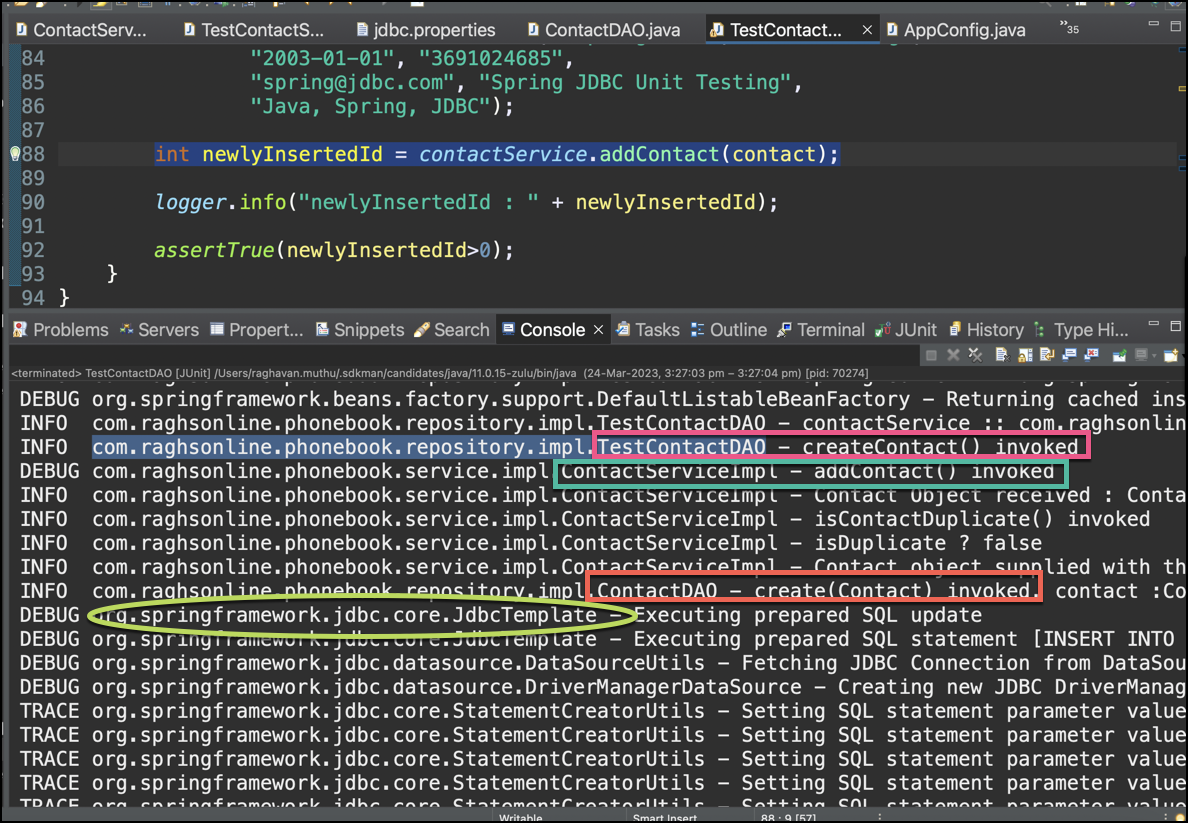 ContactServ... TestContactS... jdbc.properties ContactDAO.java TestContact... AppConfig.java »35
84 "2003-01-01", "3691024685",
85 "spring@jdbc.com", "Spring JDBC Unit Testing",
86 "Java, Spring, JDBC");
87
88 int newlyInsertedId = contactService.addContact(contact);
89
90 logger.info("newlyInsertedId : " + newlyInsertedId);
91
92 assertTrue(newlyInsertedId>0);
93 }
94 }
Problems Servers Propert... Snippets Search Console Tasks Outline Terminal JUnit History Type Hi...
<terminated> TestContactDAO [JUnit] /Users/raghavan.muthu/.sdkman/candidates/java/11.0.15-zulu/bin/java (24-Mar-2023, 3:27:03 pm – 3:27:04 pm) [pid: 70274]
DEBUG org.springframework.beans.factory.support.DefaultListableBeanFactory - Returning cached ins
INFO com.raghsonline.phonebook.repository.impl.TestContactDAO - contactService :: com.raghsonlin
INFO com.raghsonline.phonebook.repository.impl.TestContactDAO - createContact() invoked
DEBUG com.raghsonline.phonebook.service.impl.ContactServiceImpl - addContact() invoked
INFO com.raghsonline.phonebook.service.impl.ContactServiceImpl - Contact Object received : Conta
INFO com.raghsonline.phonebook.service.impl.ContactServiceImpl - isContactDuplicate() invoked
INFO com.raghsonline.phonebook.service.impl.ContactServiceImpl - isDuplicate ? false
INFO com.raghsonline.phonebook.service.impl.ContactServiceImpl - Contact object supplied with th
INFO com.raghsonline.phonebook.repository.impl.ContactDAO - create(Contact) invoked. contact :Co
DEBUG org.springframework.jdbc.core.JdbcTemplate - Executing prepared SQL update
DEBUG org.springframework.jdbc.core.JdbcTemplate - Executing prepared SQL statement [INSERT INTO
DEBUG org.springframework.jdbc.datasource.DataSourceUtils - Fetching JDBC Connection from DataSou
DEBUG org.springframework.jdbc.datasource.DriverManagerDataSource - Creating new JDBC DriverManag
TRACE org.springframework.jdbc.core.StatementCreatorUtils - Setting SQL statement parameter value
TRACE org.springframework.jdbc.core.StatementCreatorUtils - Setting SQL statement parameter value
TRACE org.springframework.jdbc.core.StatementCreatorUtils - Setting SQL statement parameter value
TRACE org.springframework.jdbc.core.StatementCreatorUtils - Setting SQL statement parameter value
TRACE org.springframework.jdbc.core.StatementCreatorUtils - Setting SQL statement parameter value
Writable Smart Insert 88 : 9 [57]